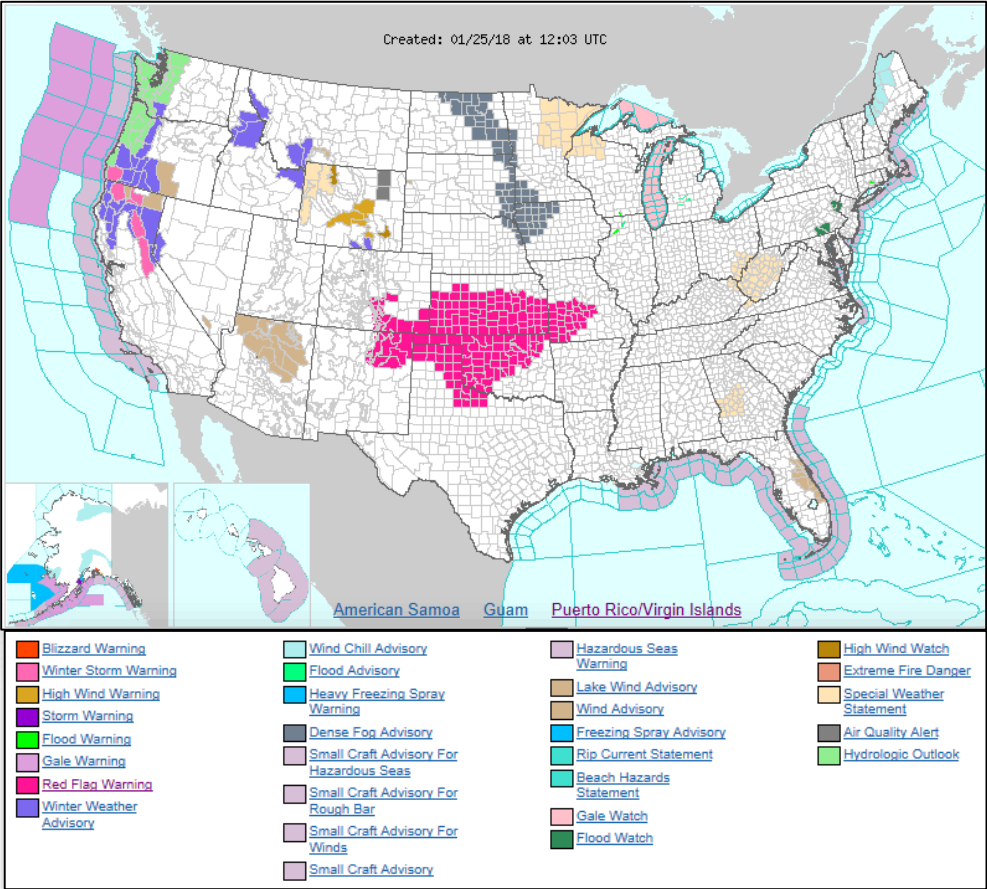 Created: 01/25/18 at 12:03 UTC
American Samoa Guam Puerto Rico/Virgin Islands
Blizzard Warning
Winter Storm Warning
High Wind Warning
Storm Warning
Flood Warning
Gale Warning
Red Flag Warning
Winter Weather
Advisory
Wind Chill Advisory
Flood Advisory
Heavy Freezing Spray
Warning
Dense Fog Advisory
Small Craft Advisory For
Hazardous Seas
Small Craft Advisory For
Rough Bar
Small Craft Advisory For
Winds
Small Craft Advisory
Hazardous Seas
Warning
Lake Wind Advisory
Wind Advisory
Freezing Spray Advisory
Rip Current Statement
Beach Hazards
Statement
Gale Watch
Flood Watch
High Wind Watch
Extreme Fire Danger
Special Weather
Statement
Air Quality Alert
Hydrologic Outlook